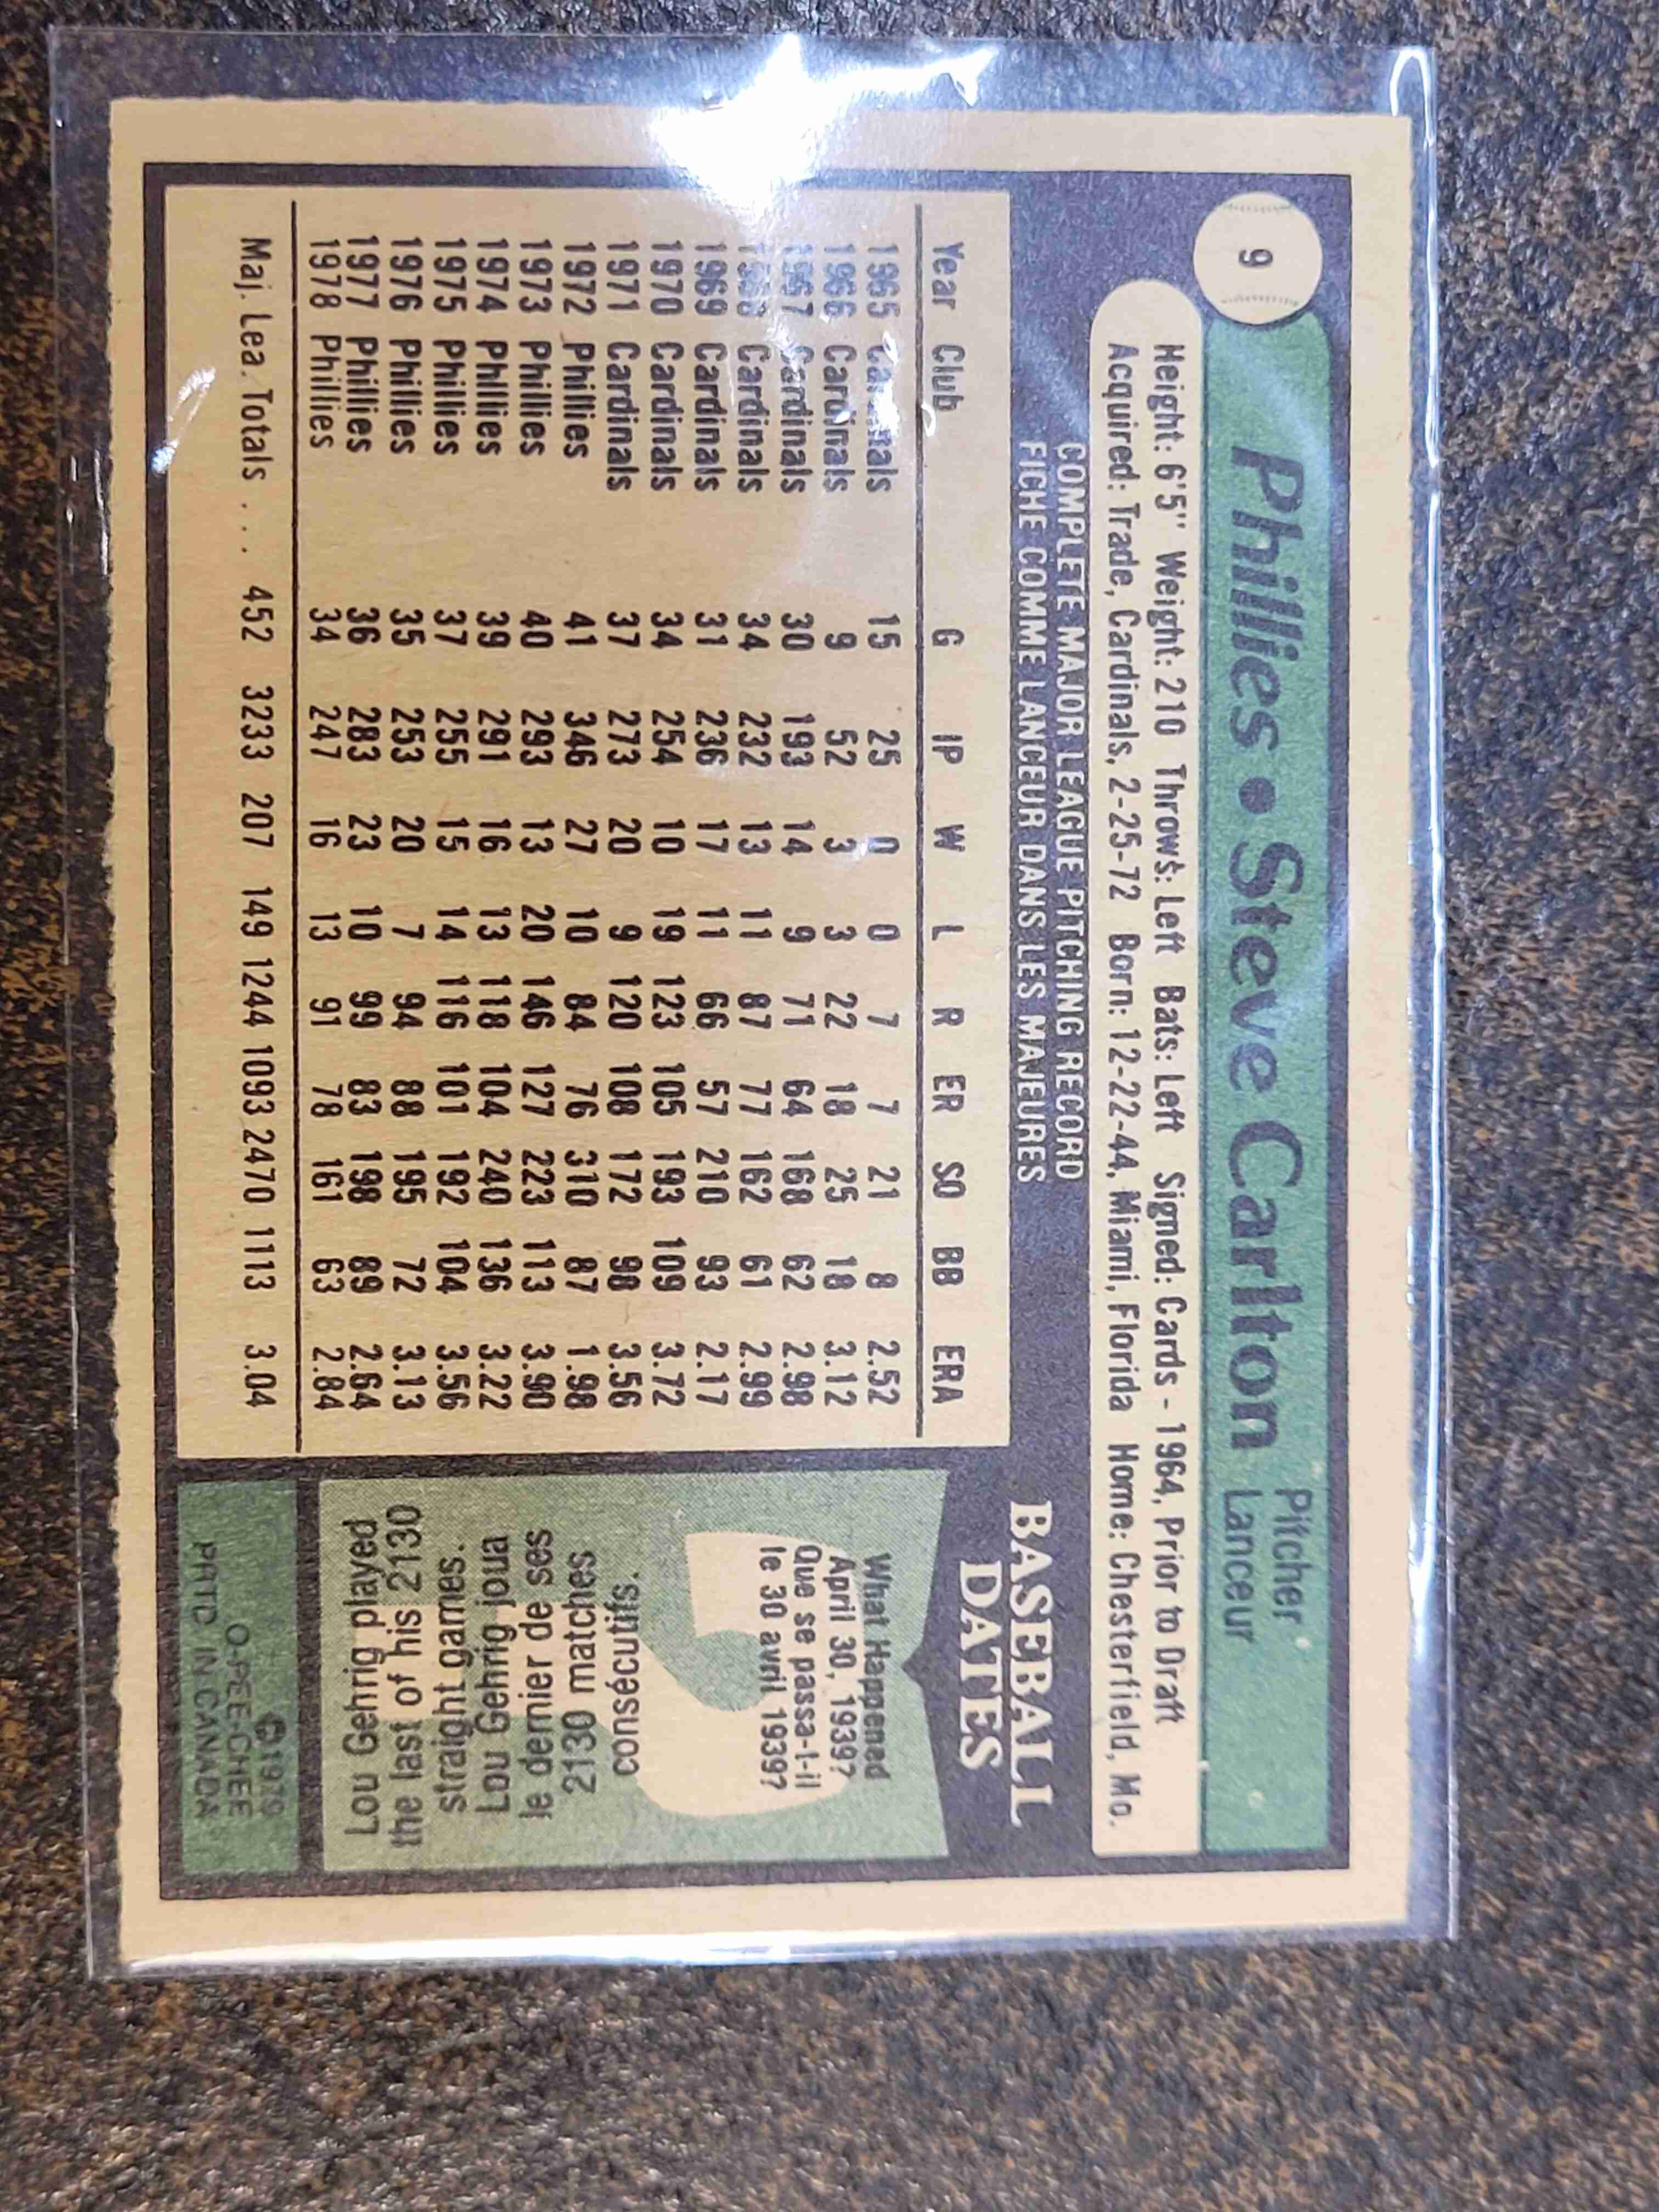 9
Phillies • Steve Carlton
Pitcher
Lanceur
Height: 6'5" Weight: 210 Throws: Left Bats: Left Signed: Cards - 1964, Prior to Draft
Acquired: Trade, Cardinals, 2-25-72 Born: 12-22-44, Miami, Florida Home: Chesterfield, Mo.
COMPLETE MAJOR LEAGUE PITCHING RECORD
FICHE COMME LANCEUR DANS LES MAJEURES
Year Club G IP W L R ER SO BB ERA
1965 Cardinals 15 25 0 0 7 7 21 8 2.52
1966 Cardinals 9 52 3 3 22 18 25 18 3.12
1967 Cardinals 30 193 14 9 71 64 168 62 2.98
1968 Cardinals 34 232 13 11 87 77 162 61 2.99
1969 Cardinals 31 236 17 11 66 57 210 93 2.17
1970 Cardinals 34 254 10 19 123 105 193 109 3.72
1971 Cardinals 37 273 20 9 120 108 172 98 3.56
1972 Phillies 41 346 27 10 84 76 310 87 1.98
1973 Phillies 40 293 13 20 146 127 223 113 3.90
1974 Phillies 39 291 16 13 118 104 240 136 3.22
1975 Phillies 37 255 15 14 116 101 192 104 3.56
1976 Phillies 35 253 20 7 94 88 195 72 3.13
1977 Phillies 36 283 23 10 99 83 198 89 2.64
1978 Phillies 34 247 16 13 91 78 161 63 2.84
Maj. Lea. Totals . . . 452 3233 207 149 1244 1093 2470 1113 3.04
BASEBALL
DATES
What Happened
April 30, 1939?
Que se passa-t-il
le 30 avril 1939?
Lou Gehrig played
the last of his 2130
straight games.
Lou Gehrig joua
le dernier de ses
2130 matches
consécutifs.
©1979
O-PEE-CHEE
PRTD IN CANADA